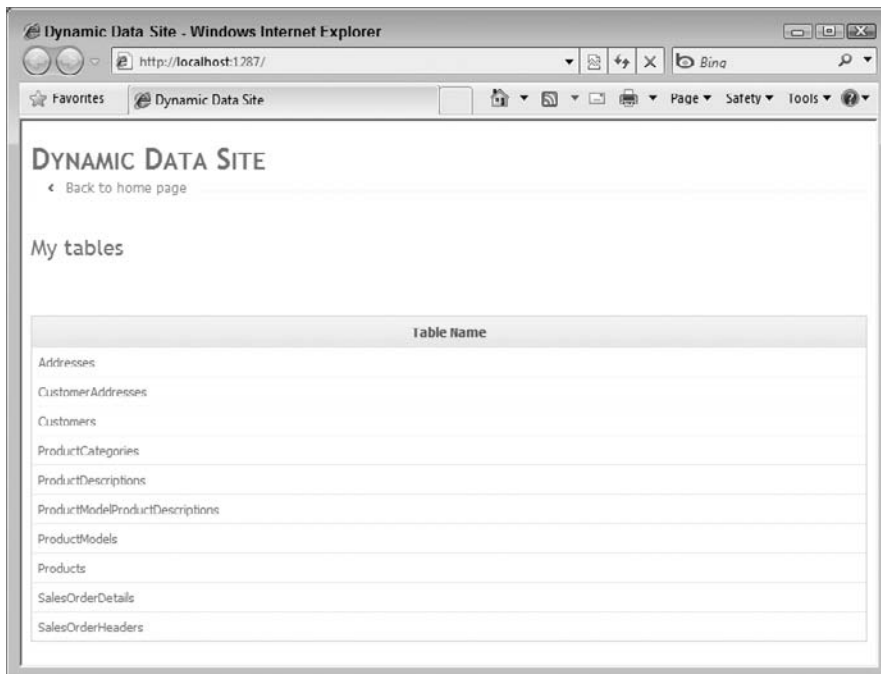 Dynamic Data Site - Windows Internet Explorer
http://localhost:1287/
Bing
Favorites
Dynamic Data Site
Page
Safety
Tools
DYNAMIC DATA SITE
Back to home page
My tables
Table Name
Addresses
CustomerAddresses
Customers
ProductCategories
ProductDescriptions
ProductModelProductDescriptions
ProductModels
Products
SalesOrderDetails
SalesOrderHeaders